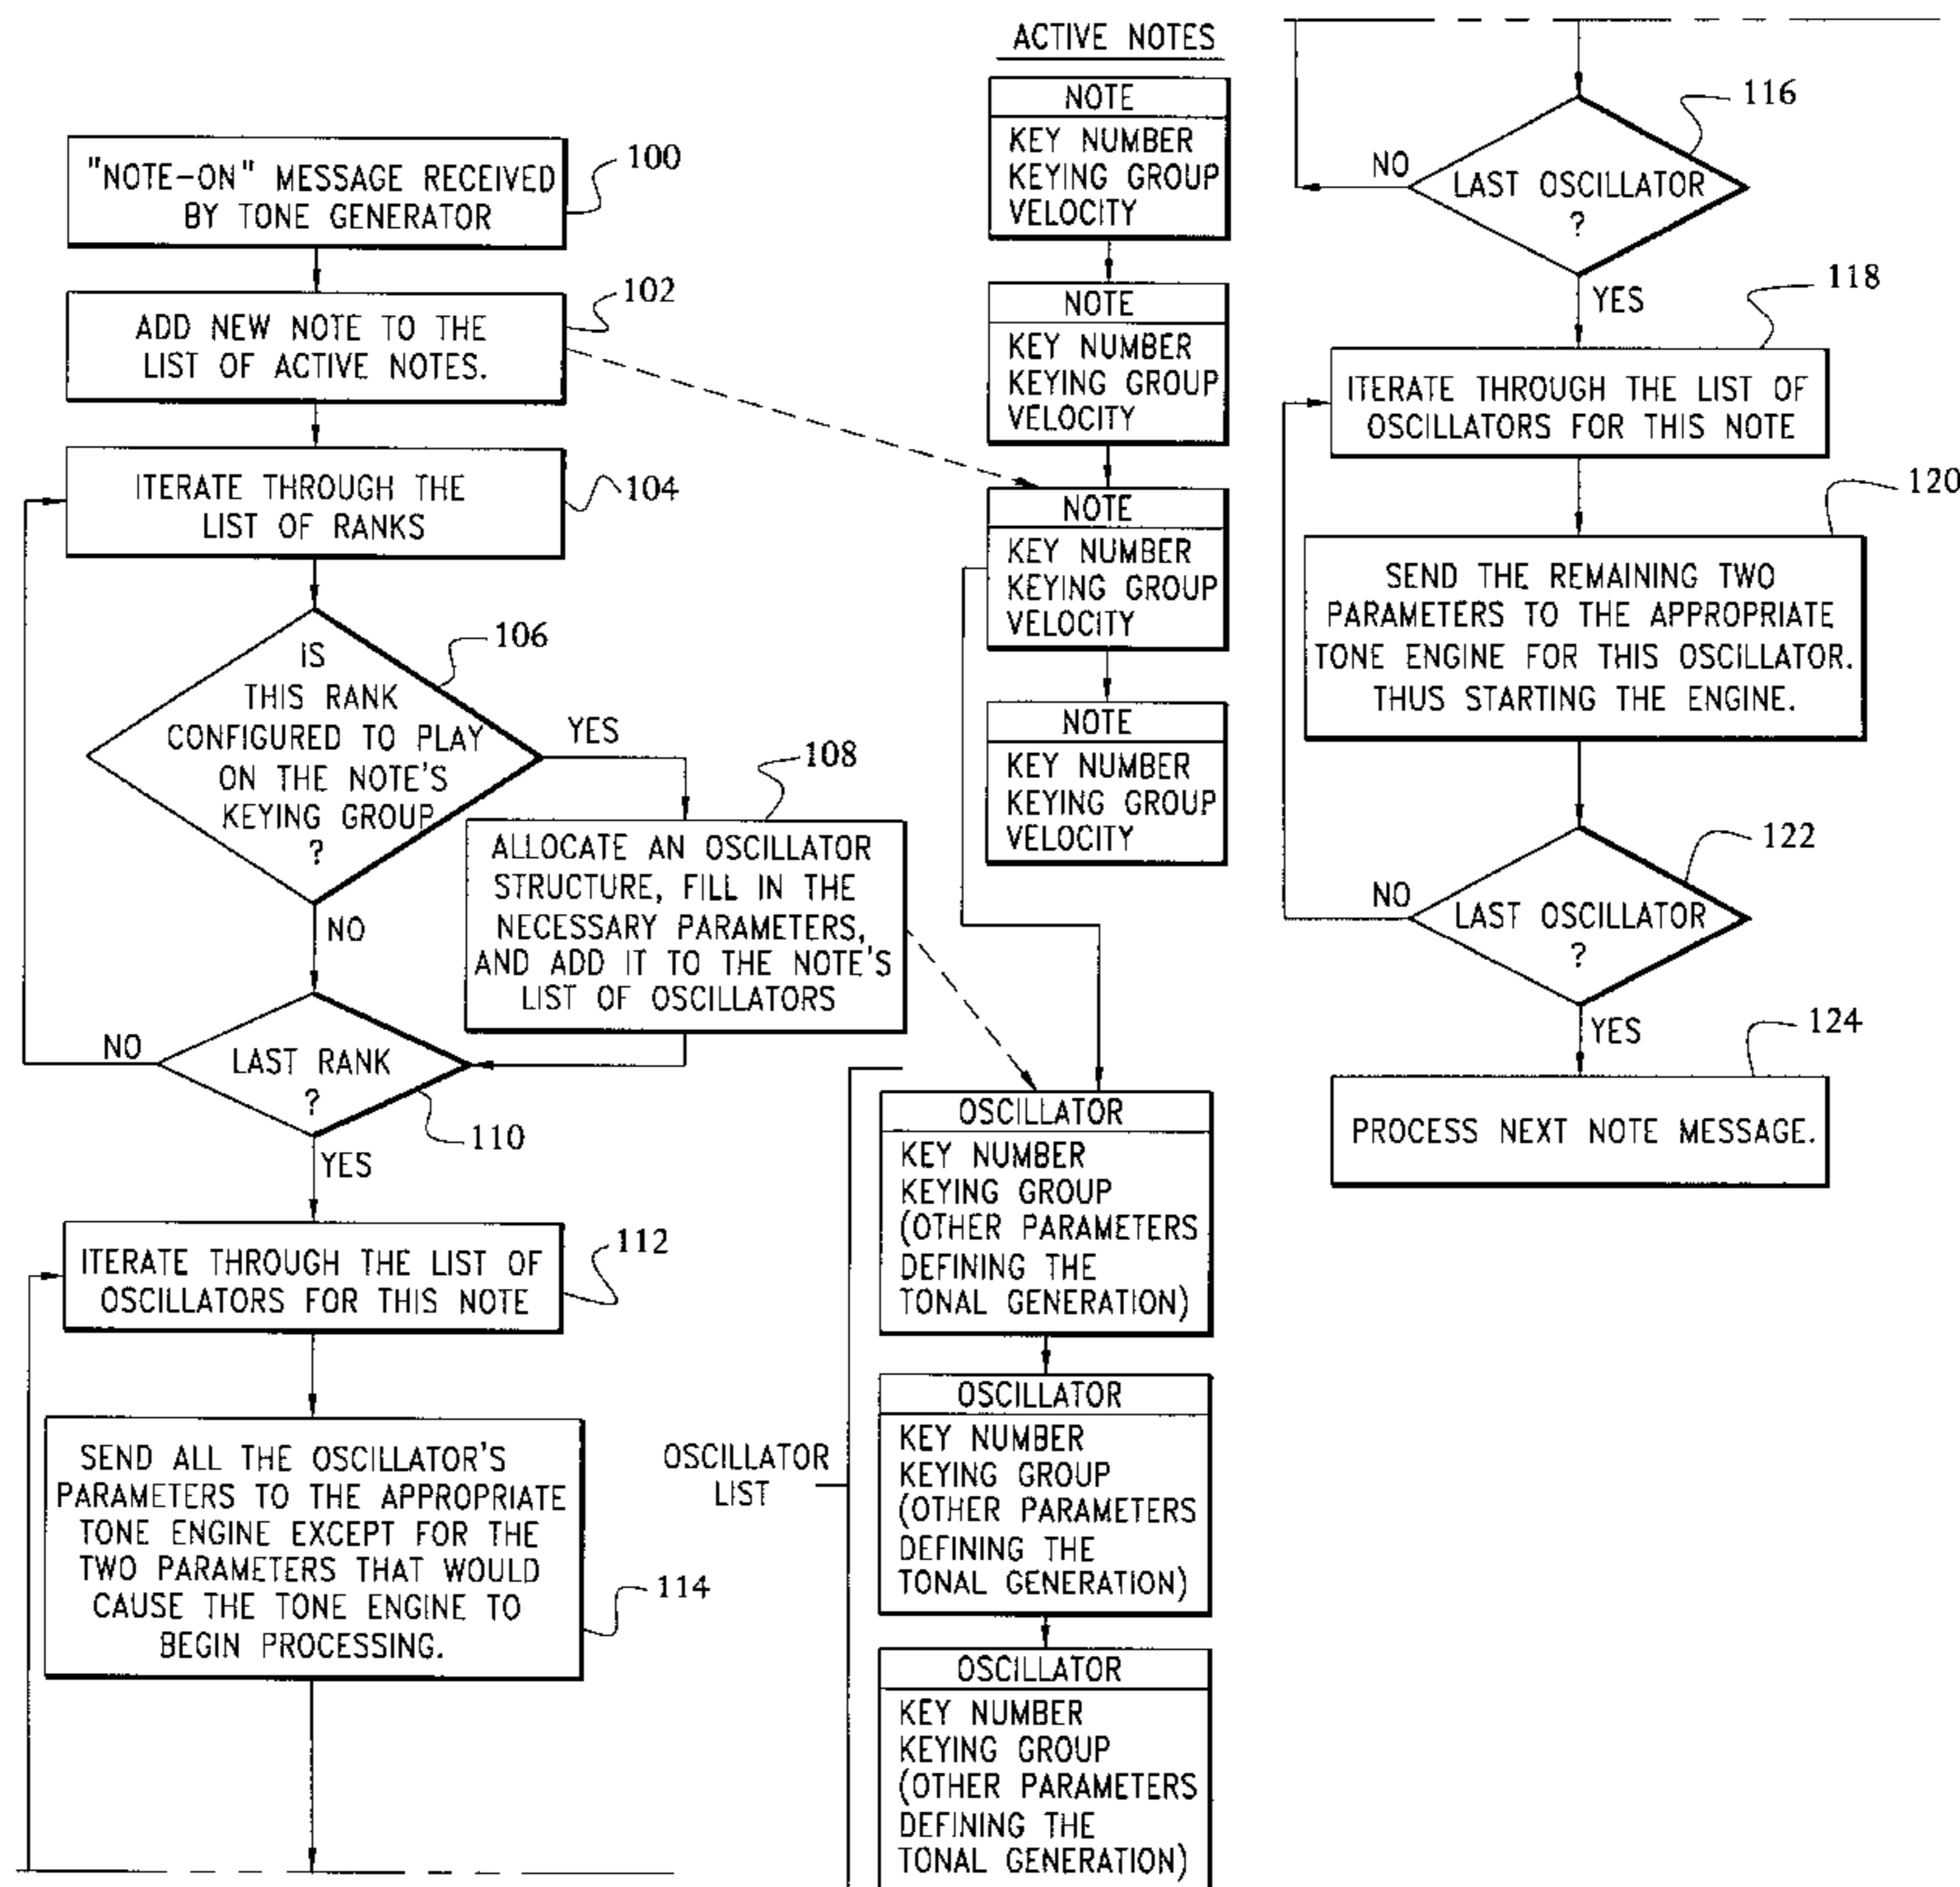 "NOTE-ON" MESSAGE RECEIVED
BY TONE GENERATOR
100
ADD NEW NOTE TO THE
LIST OF ACTIVE NOTES.
102
ITERATE THROUGH THE
LIST OF RANKS
104
IS
THIS RANK
CONFIGURED TO PLAY
ON THE NOTE'S
KEYING GROUP
?
106
YES
NO
108
ALLOCATE AN OSCILLATOR
STRUCTURE, FILL IN THE
NECESSARY PARAMETERS,
AND ADD IT TO THE NOTE'S
LIST OF OSCILLATORS
LAST RANK
?
NO
110
YES
ITERATE THROUGH THE LIST OF
OSCILLATORS FOR THIS NOTE
112
SEND ALL THE OSCILLATOR'S
PARAMETERS TO THE APPROPRIATE
TONE ENGINE EXCEPT FOR THE
TWO PARAMETERS THAT WOULD
CAUSE THE TONE ENGINE TO
BEGIN PROCESSING.
114
ACTIVE NOTES
NOTE
KEY NUMBER
KEYING GROUP
VELOCITY
NOTE
KEY NUMBER
KEYING GROUP
VELOCITY
NOTE
KEY NUMBER
KEYING GROUP
VELOCITY
NOTE
KEY NUMBER
KEYING GROUP
VELOCITY
OSCILLATOR
LIST
OSCILLATOR
KEY NUMBER
KEYING GROUP
(OTHER PARAMETERS
DEFINING THE
TONAL GENERATION)
OSCILLATOR
KEY NUMBER
KEYING GROUP
(OTHER PARAMETERS
DEFINING THE
TONAL GENERATION)
OSCILLATOR
KEY NUMBER
KEYING GROUP
(OTHER PARAMETERS
DEFINING THE
TONAL GENERATION)
116
NO
LAST OSCILLATOR
?
YES
118
ITERATE THROUGH THE LIST OF
OSCILLATORS FOR THIS NOTE
120
SEND THE REMAINING TWO
PARAMETERS TO THE APPROPRIATE
TONE ENGINE FOR THIS OSCILLATOR.
THUS STARTING THE ENGINE.
122
NO
LAST OSCILLATOR
?
YES
124
PROCESS NEXT NOTE MESSAGE.